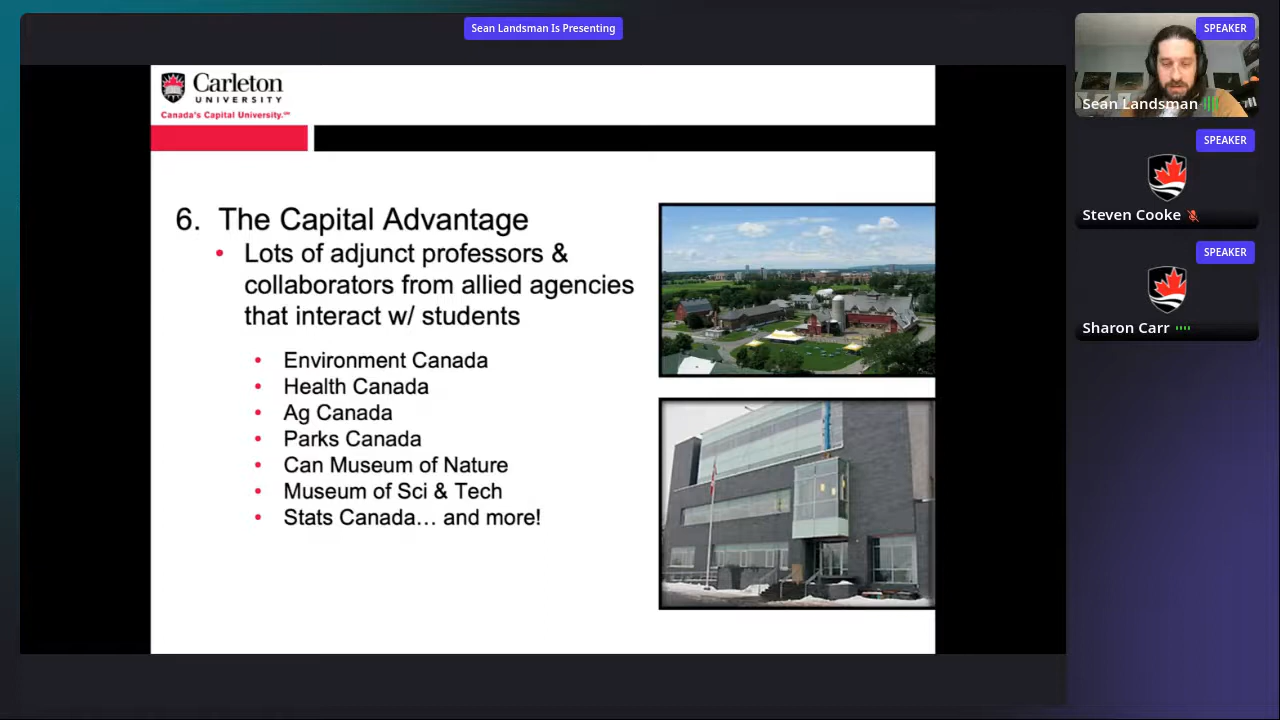 Sean Landsman Is Presenting
Carleton
UNIVERSITY
Canada's Capital University.℠
6. The Capital Advantage
• Lots of adjunct professors &
collaborators from allied agencies
that interact w/ students
• Environment Canada
• Health Canada
• Ag Canada
• Parks Canada
• Can Museum of Nature
• Museum of Sci & Tech
• Stats Canada… and more!
SPEAKER
Sean Landsman
SPEAKER
Steven Cooke
SPEAKER
Sharon Carr